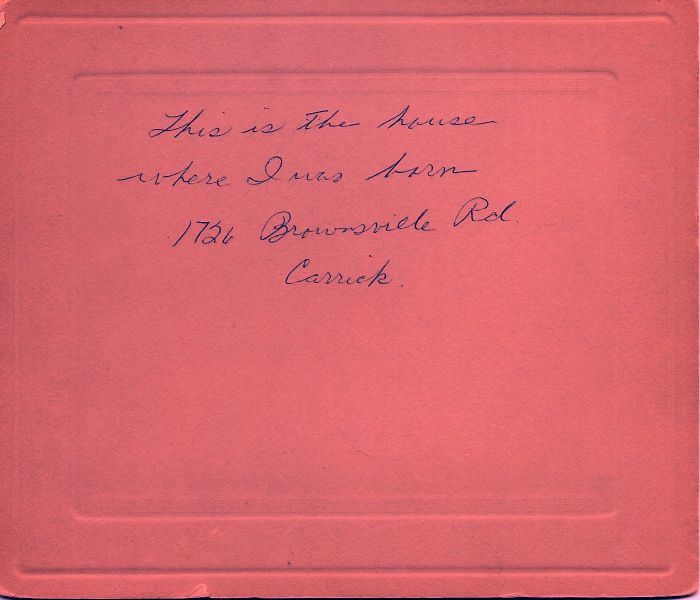 This is the house
where I was born
1726 Brownsville Rd.
Carrick.